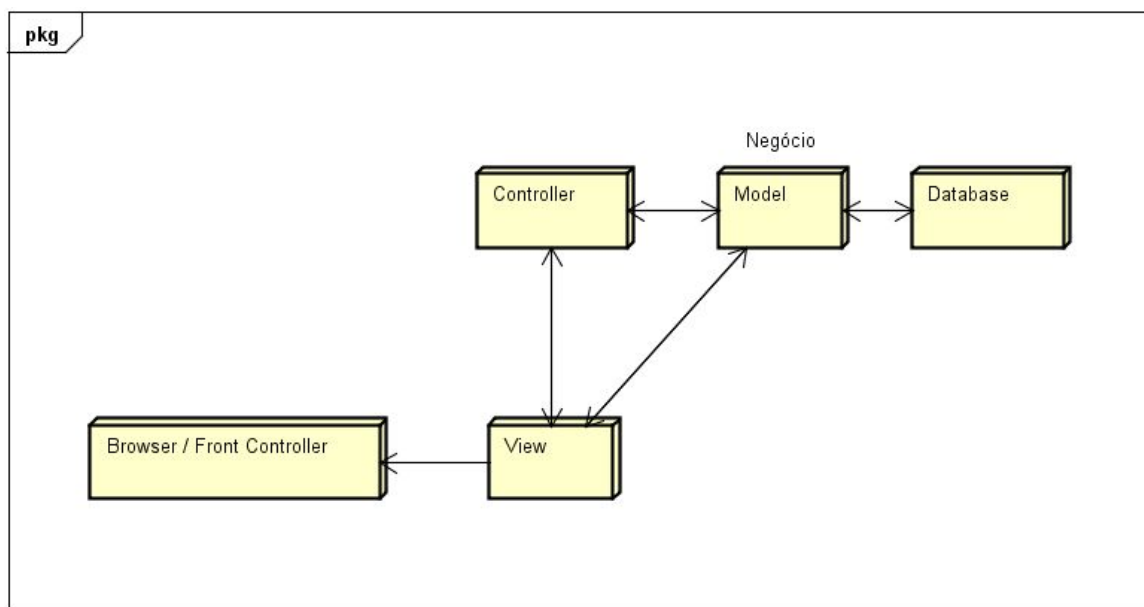 pkg
Negócio
Controller
Model
Database
Browser / Front Controller
View